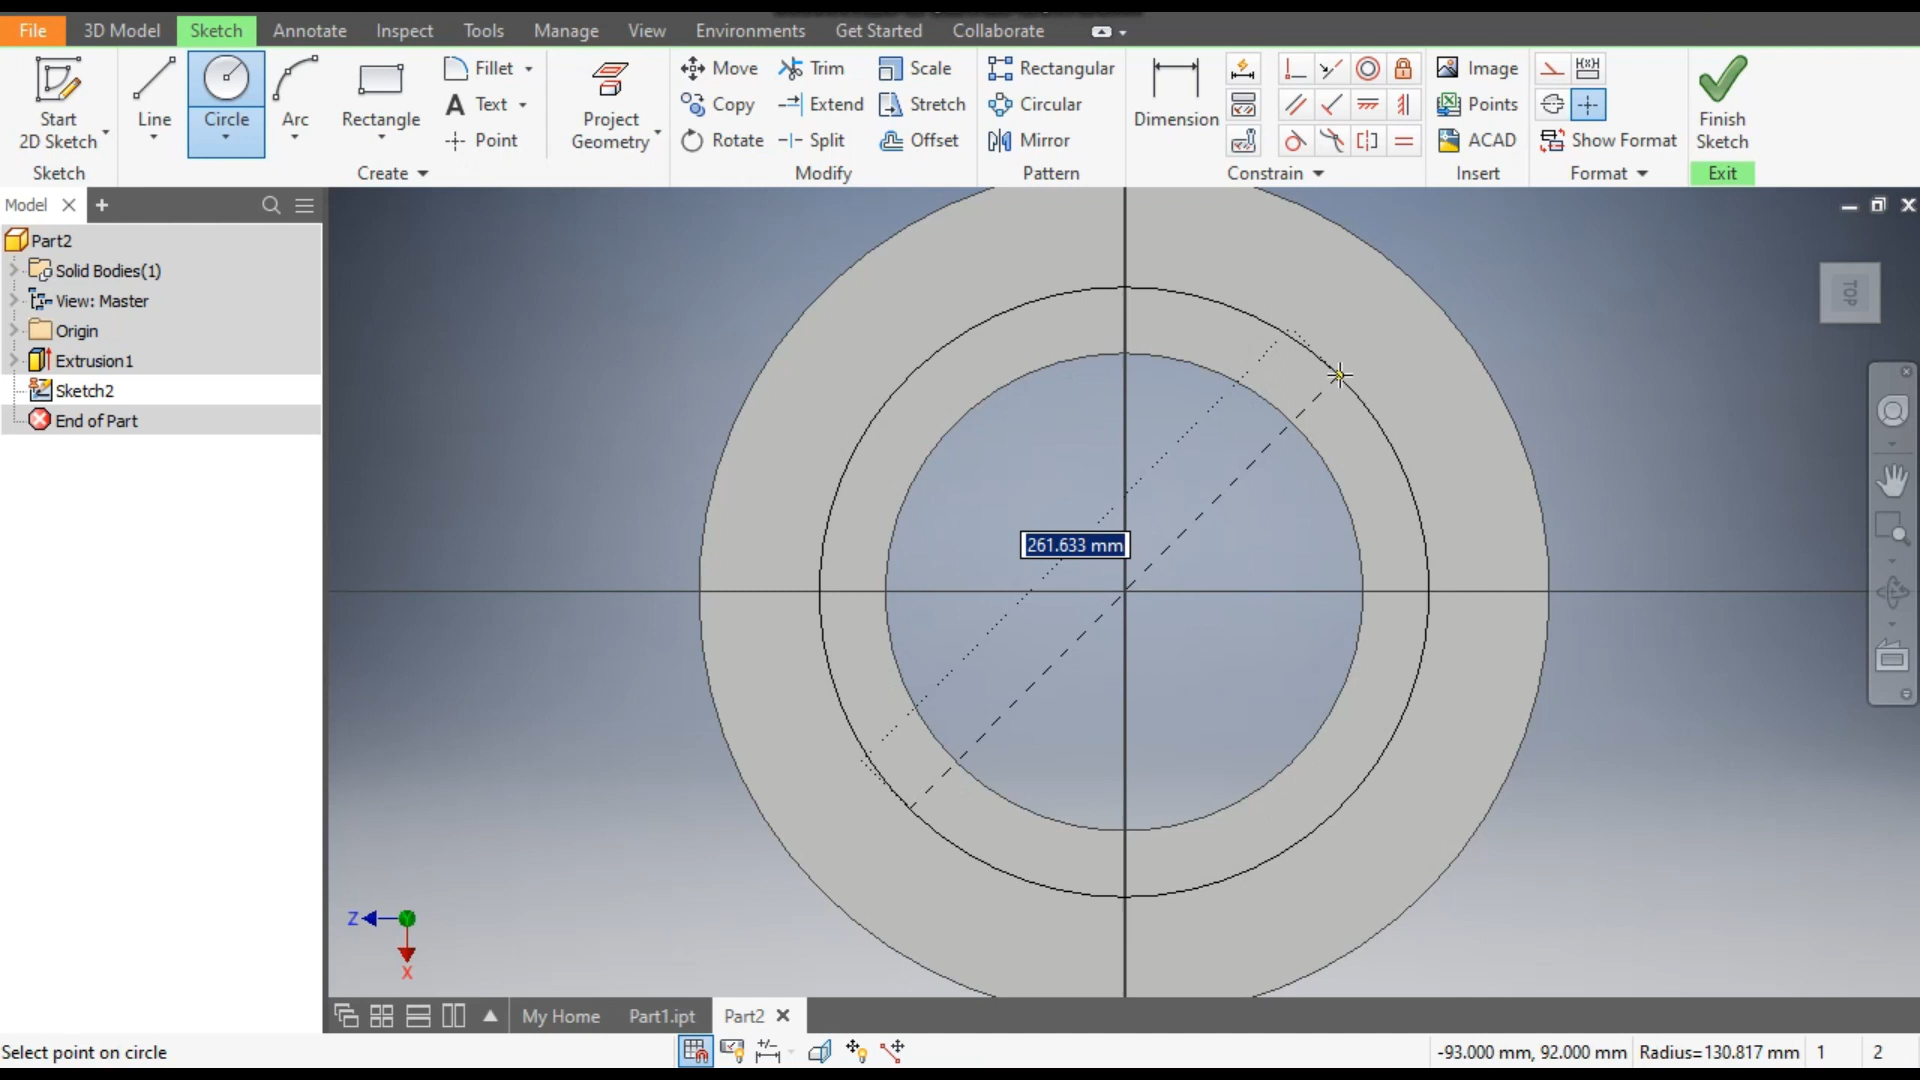 File 3D Model Sketch Annotate Inspect Tools Manage View Environments Get Started Collaborate
Start
2D Sketch
Line
Circle
Arc
Rectangle
Fillet
Text
Point
Project
Geometry
Move
Copy
Rotate
Trim
Extend
Split
Scale
Stretch
Offset
Rectangular
Circular
Mirror
Dimension
Image
Points
ACAD
Show Format
Finish
Sketch
Sketch Create Modify Pattern Constrain Insert Format Exit
Model
Part2
Solid Bodies(1)
View: Master
Origin
Extrusion1
Sketch2
End of Part
TOP
261.633 mm
Z
X
My Home Part1.ipt Part2
Select point on circle
-93.000 mm, 92.000 mm Radius=130.817 mm 1 2